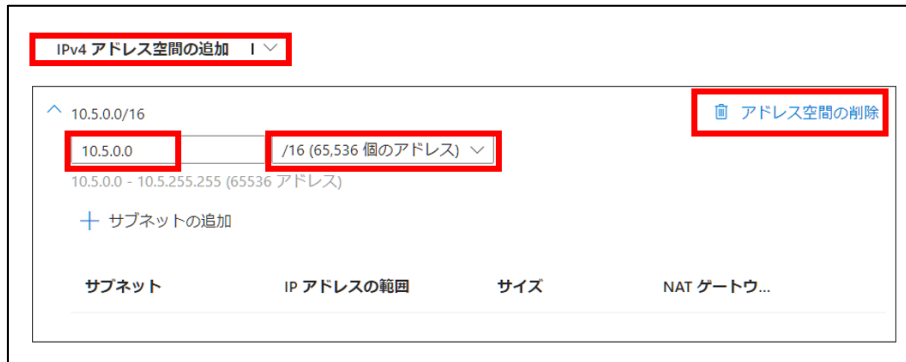 IPv4 アドレス空間の追加 |
10.5.0.0/16
アドレス空間の削除
10.5.0.0
/16 (65,536 個のアドレス)
10.5.0.0 - 10.5.255.255 (65536 アドレス)
サブネットの追加
サブネット IP アドレスの範囲 サイズ NAT ゲートウ...